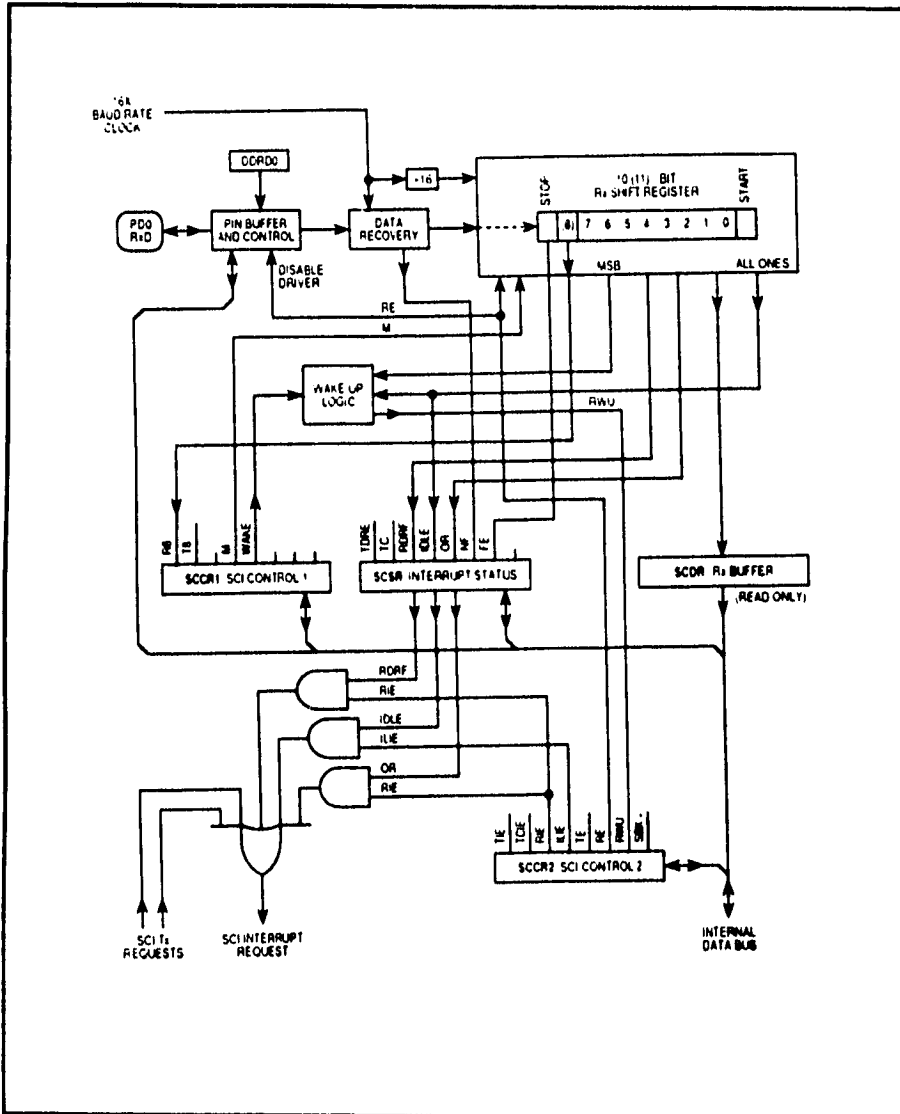 BAUD RATE
CLOCK
DDRD0
÷16
10 (11) - BIT
Rx SHIFT REGISTER
STOP
(8) 7 6 5 4 3 2 1 0
START
PD0
RxD
PIN BUFFER
AND CONTROL
DATA
RECOVERY
MSB
ALL ONES
DISABLE
DRIVER
RE
M
WAKE UP
LOGIC
RWU
R8
T8
M
WAKE
TDRE
TC
RDRF
IDLE
OR
NF
FE
SCCR1 SCI CONTROL 1
SCSR INTERRUPT STATUS
SCDR Rx BUFFER
(READ ONLY)
RDRF
RIE
IDLE
ILIE
OR
RIE
TIE
TCIE
RIE
ILIE
TE
RE
RWU
SBK
SCCR2 SCI CONTROL 2
SCI Tx
REQUESTS
SCI INTERRUPT
REQUEST
INTERNAL
DATA BUS